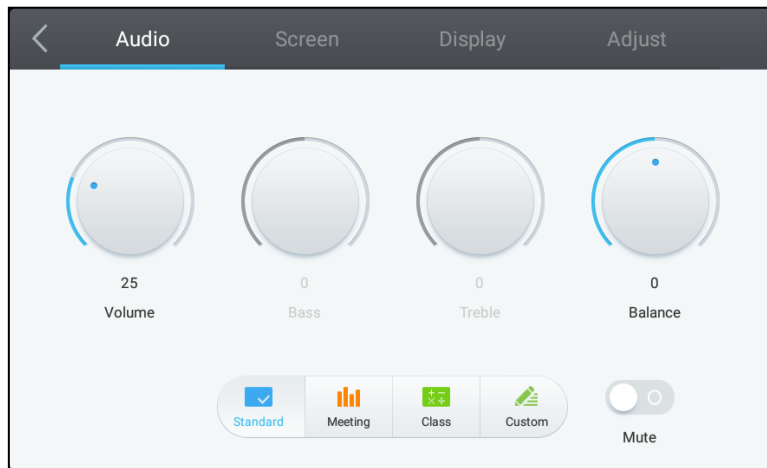 Audio Screen Display Adjust
25 0 0 0
Volume Bass Treble Balance
Standard Meeting Class Custom
Mute